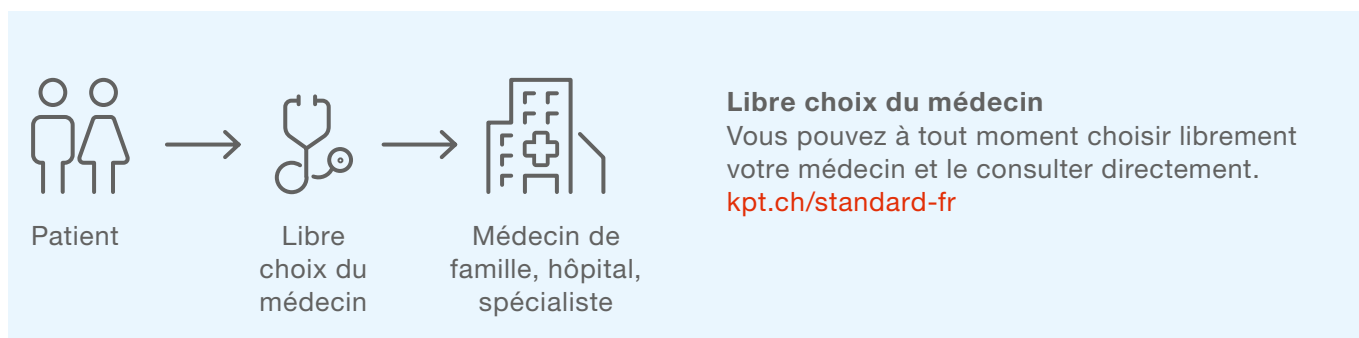 Patient
Libre
choix du
médecin
Médecin de
famille, hôpital,
spécialiste
Libre choix du médecin
Vous pouvez à tout moment choisir librement
votre médecin et le consulter directement.
kpt.ch/standard-fr